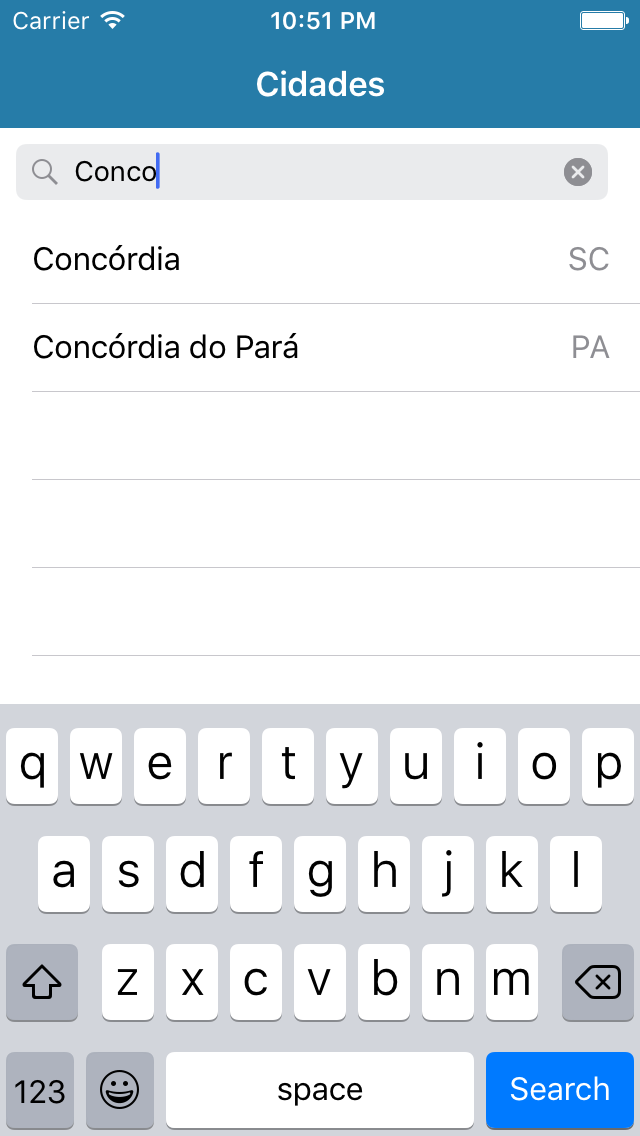 Carrier 10:51 PM
Cidades
Conco
Concórdia SC
Concórdia do Pará PA
q w e r t y u i o p
a s d f g h j k l
z x c v b n m
123 space Search